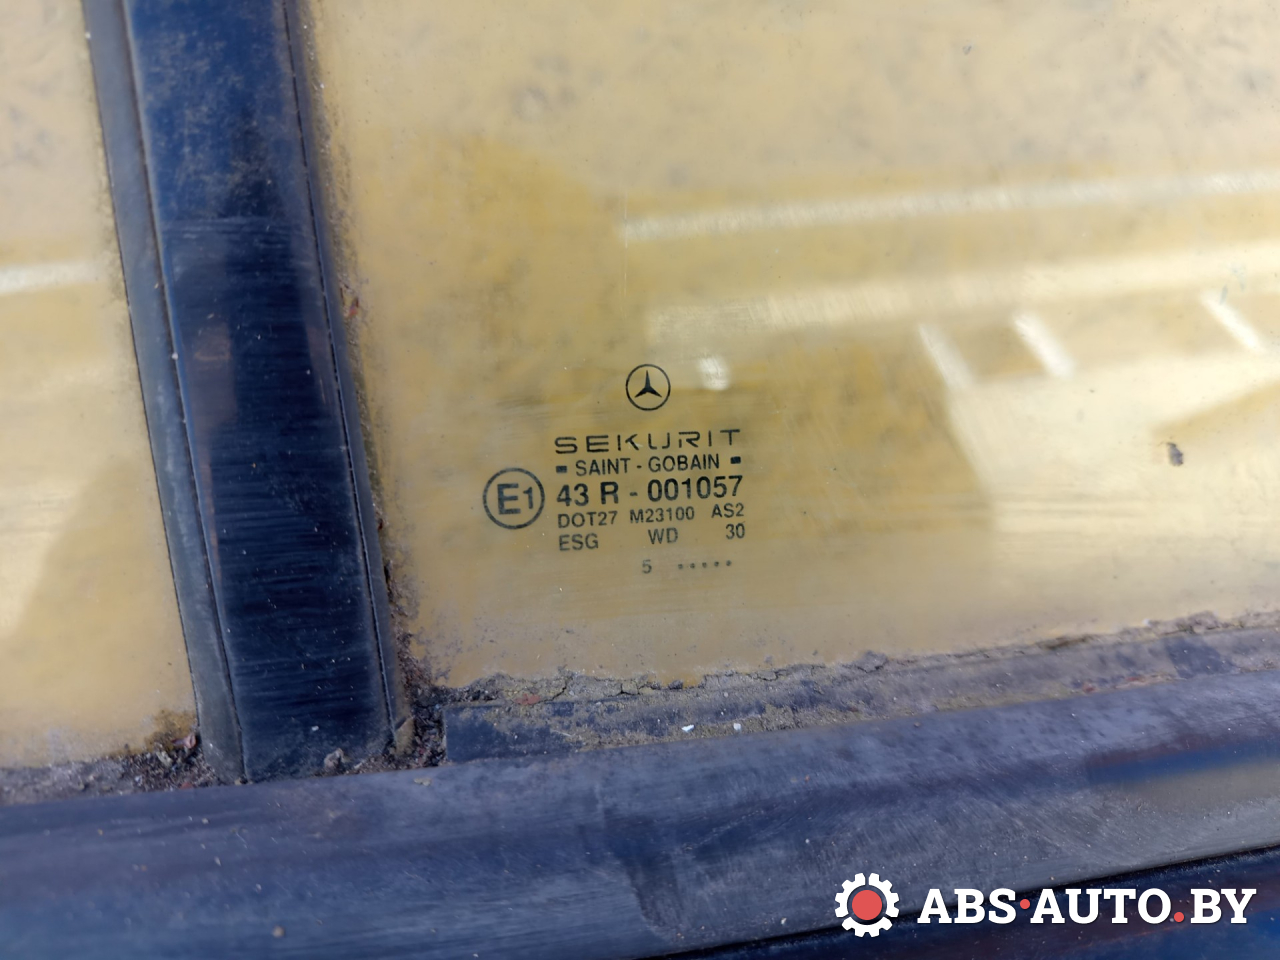 SEKURIT
SAINT - GOBAIN
E1
43 R - 001057
DOT27 M23100 AS2
ESG WD 30
5 .....
ABS·AUTO.BY